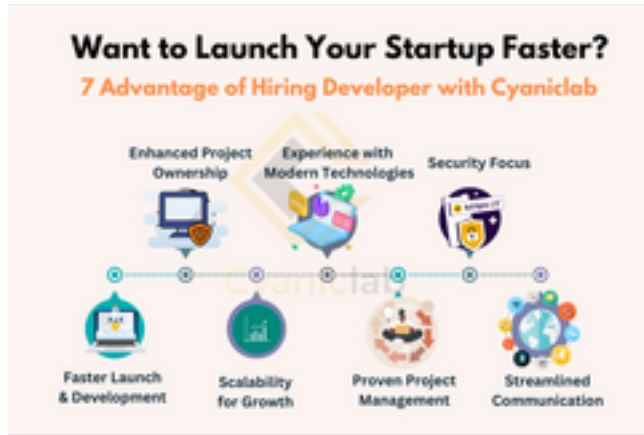 Want to Launch Your Startup Faster?
7 Advantage of Hiring Developer with Cyaniclab
Enhanced Project
Ownership
Experience with
Modern Technologies
Security Focus
Cyaniclab
Faster Launch
& Development
Scalability
for Growth
Proven Project
Management
Streamlined
Communication